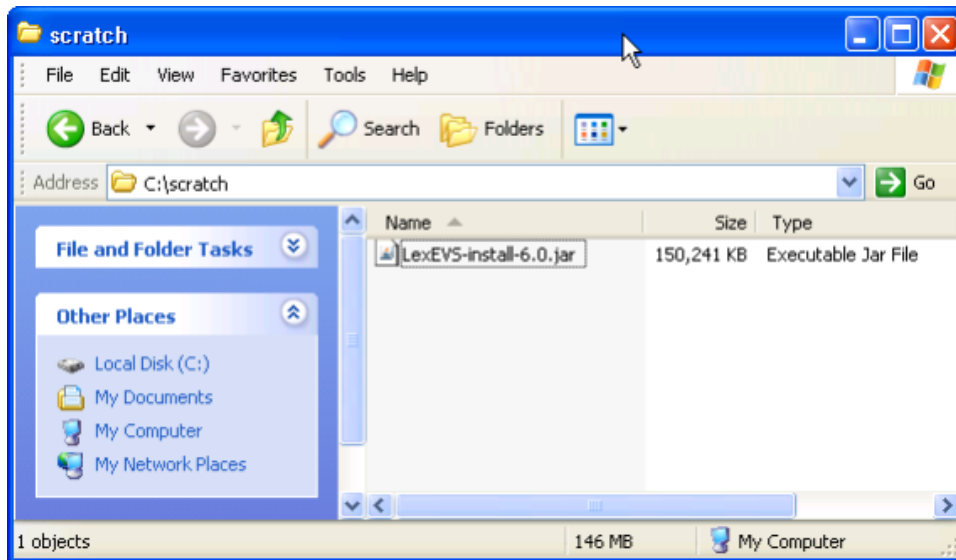 scratch
File Edit View Favorites Tools Help
Back Search Folders
Address C:\scratch Go
File and Folder Tasks
Other Places
Local Disk (C:)
My Documents
My Computer
My Network Places
Name Size Type
LexEVS-install-6.0.jar 150,241 KB Executable Jar File
1 objects 146 MB My Computer